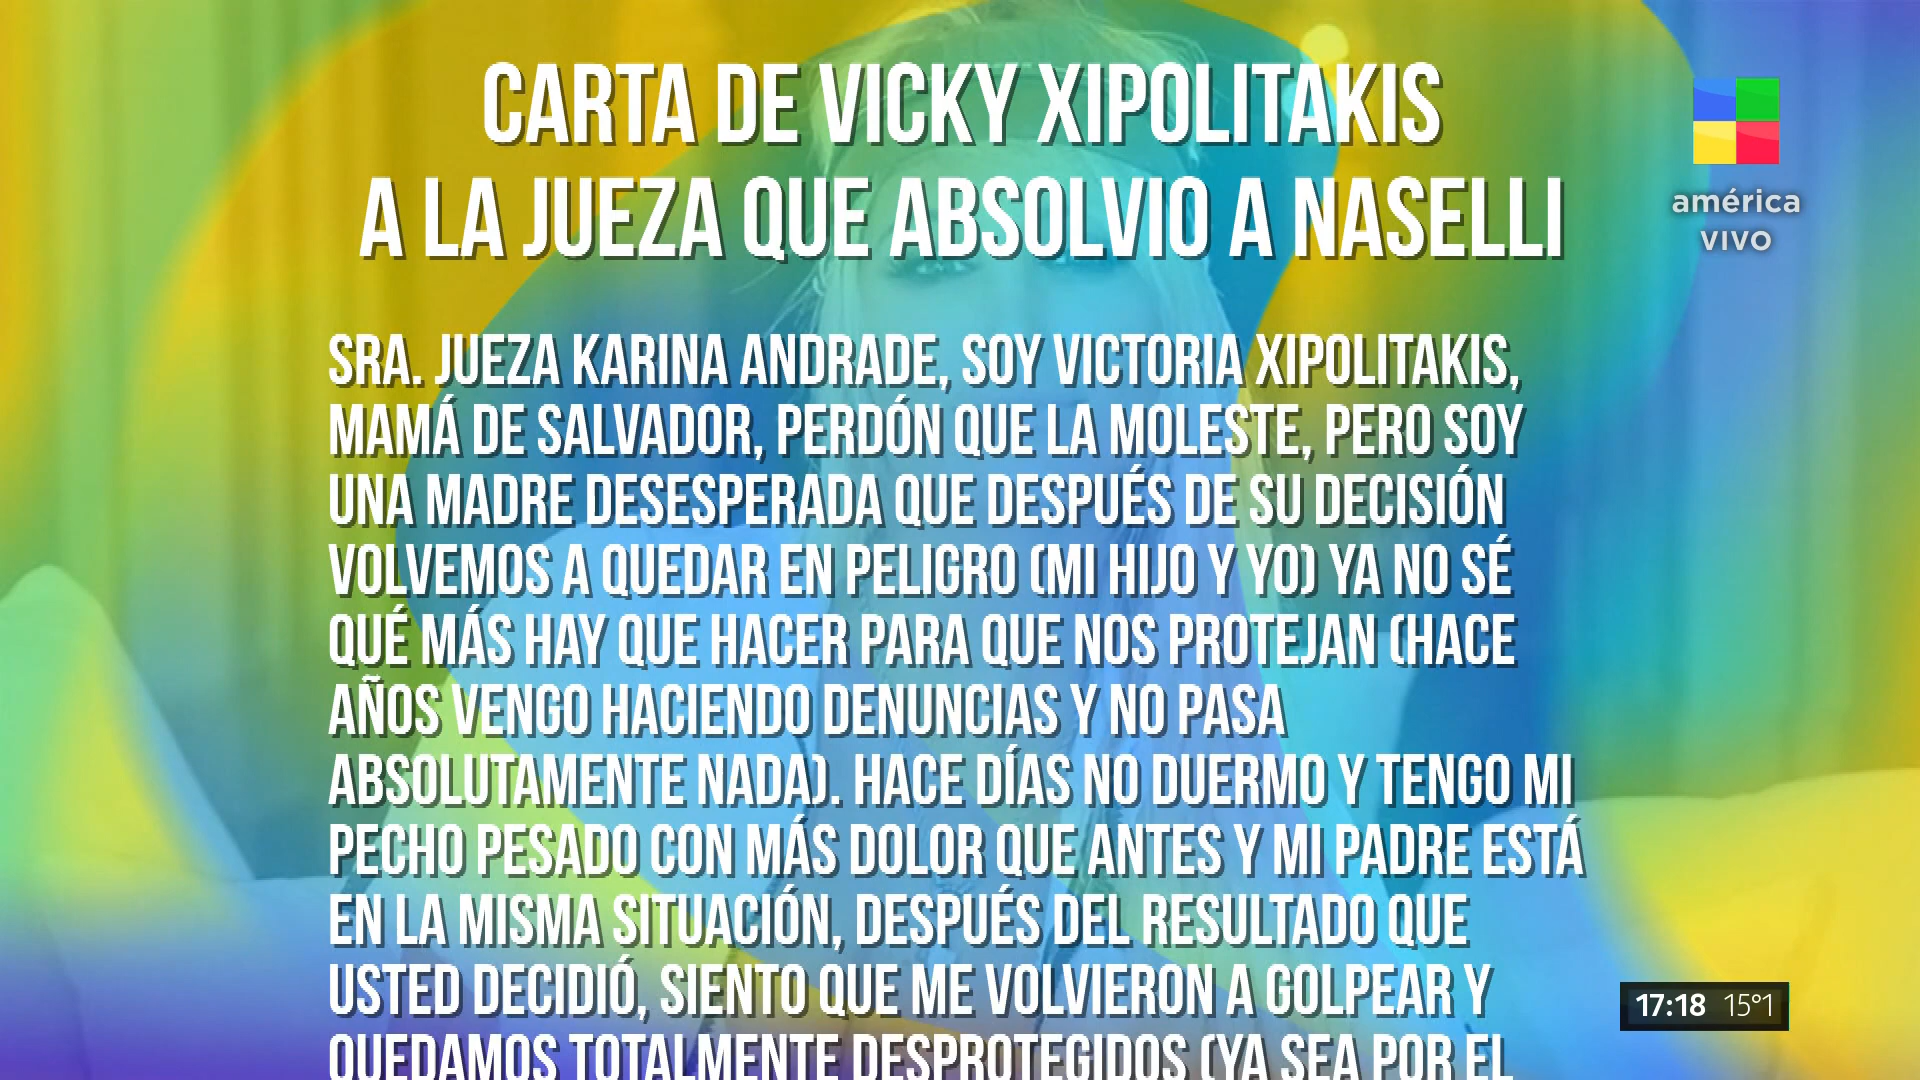 CARTA DE VICKY XIPOLITAKIS
A LA JUEZA QUE ABSOLVIO A NASELLI
SRA. JUEZA KARINA ANDRADE, SOY VICTORIA XIPOLITAKIS,
MAMÁ DE SALVADOR, PERDÓN QUE LA MOLESTE, PERO SOY
UNA MADRE DESESPERADA QUE DESPUÉS DE SU DECISIÓN
VOLVEMOS A QUEDAR EN PELIGRO (MI HIJO Y YO) YA NO SÉ
QUÉ MÁS HAY QUE HACER PARA QUE NOS PROTEJAN (HACE
AÑOS VENGO HACIENDO DENUNCIAS Y NO PASA
ABSOLUTAMENTE NADA). HACE DÍAS NO DUERMO Y TENGO MI
PECHO PESADO CON MÁS DOLOR QUE ANTES Y MI PADRE ESTÁ
EN LA MISMA SITUACIÓN, DESPUÉS DEL RESULTADO QUE
USTED DECIDIÓ, SIENTO QUE ME VOLVIERON A GOLPEAR Y
QUEDAMOS TOTALMENTE DESPROTEGIDOS (YA SEA POR EL
américa
VIVO
17:18 15°1